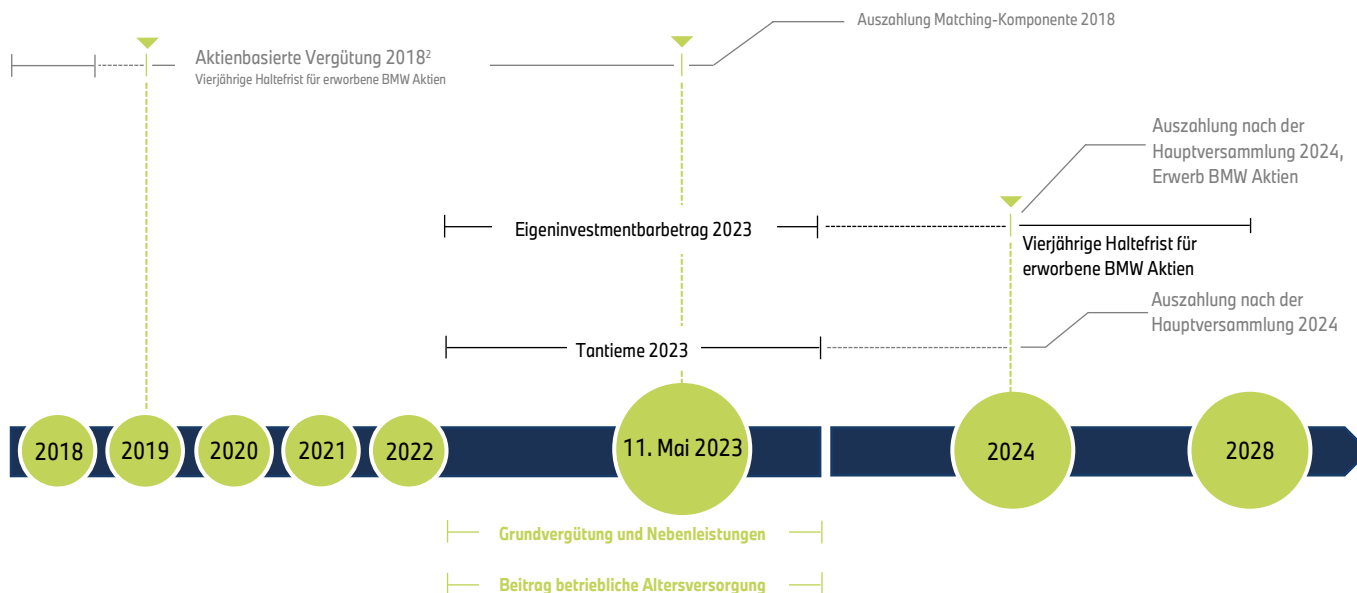 Auszahlung Matching-Komponente 2018
Aktienbasierte Vergütung 2018²
Vierjährige Haltefrist für erworbene BMW Aktien
Auszahlung nach der
Hauptversammlung 2024,
Erwerb BMW Aktien
Eigeninvestmentbarbetrag 2023
Vierjährige Haltefrist für
erworbene BMW Aktien
Auszahlung nach der
Hauptversammlung 2024
Tantieme 2023
2018
2019
2020
2021
2022
11. Mai 2023
2024
2028
Grundvergütung und Nebenleistungen
Beitrag betriebliche Altersversorgung